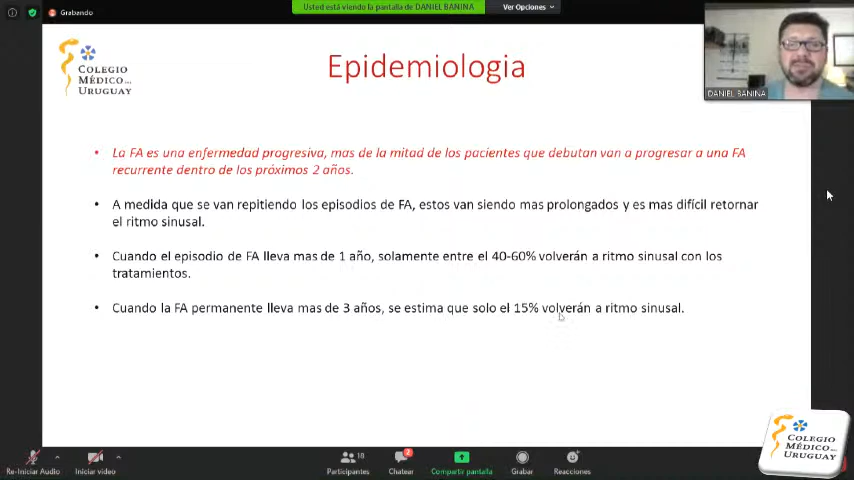 Grabando
Usted está viendo la pantalla de DANIEL BANINA
Ver Opciones
COLEGIO
MÉDICO DEL
URUGUAY
Epidemiologia
DANIEL BANINA
• La FA es una enfermedad progresiva, mas de la mitad de los pacientes que debutan van a progresar a una FA
recurrente dentro de los próximos 2 años.
• A medida que se van repitiendo los episodios de FA, estos van siendo mas prolongados y es mas difícil retornar
el ritmo sinusal.
• Cuando el episodio de FA lleva mas de 1 año, solamente entre el 40-60% volverán a ritmo sinusal con los
tratamientos.
• Cuando la FA permanente lleva mas de 3 años, se estima que solo el 15% volverán a ritmo sinusal.
COLEGIO
MÉDICO DEL
URUGUAY
18
2
Re-Iniciar Audio
Iniciar video
Participantes
Chatear
Compartir pantalla
Grabar
Reacciones